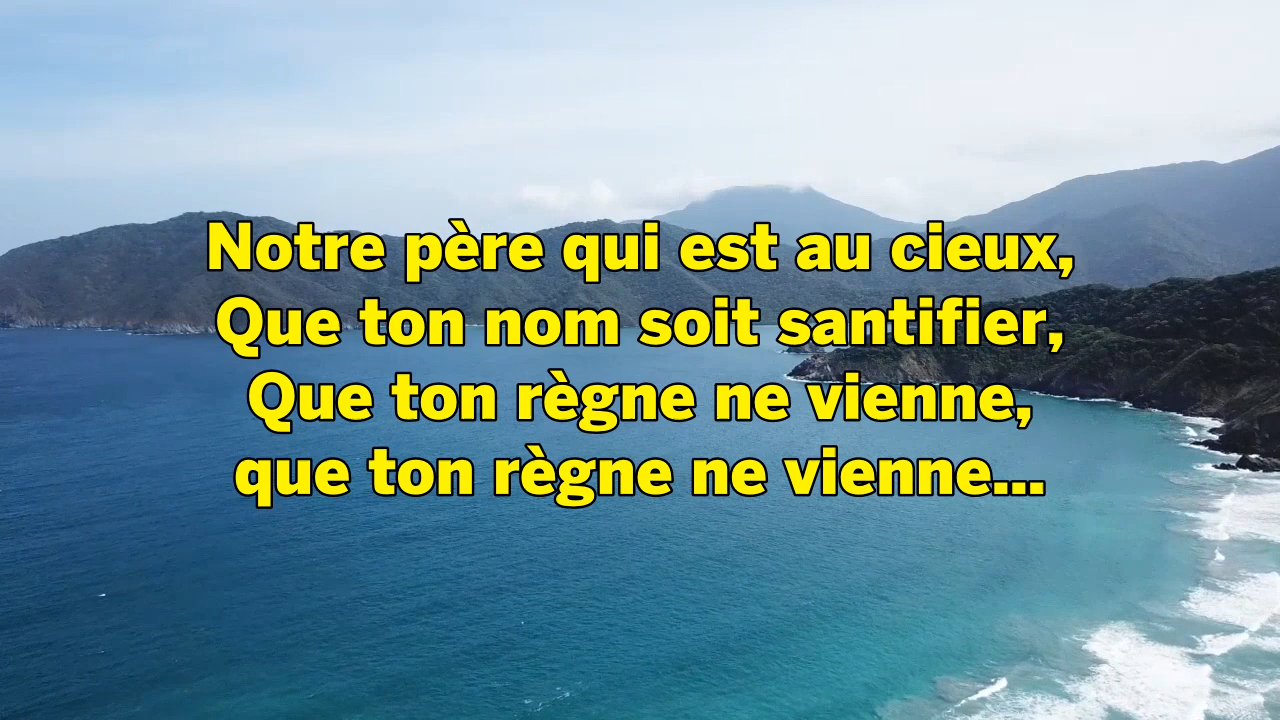 Notre père qui est au cieux,
Que ton nom soit santifier,
Que ton règne ne vienne,
que ton règne ne vienne...